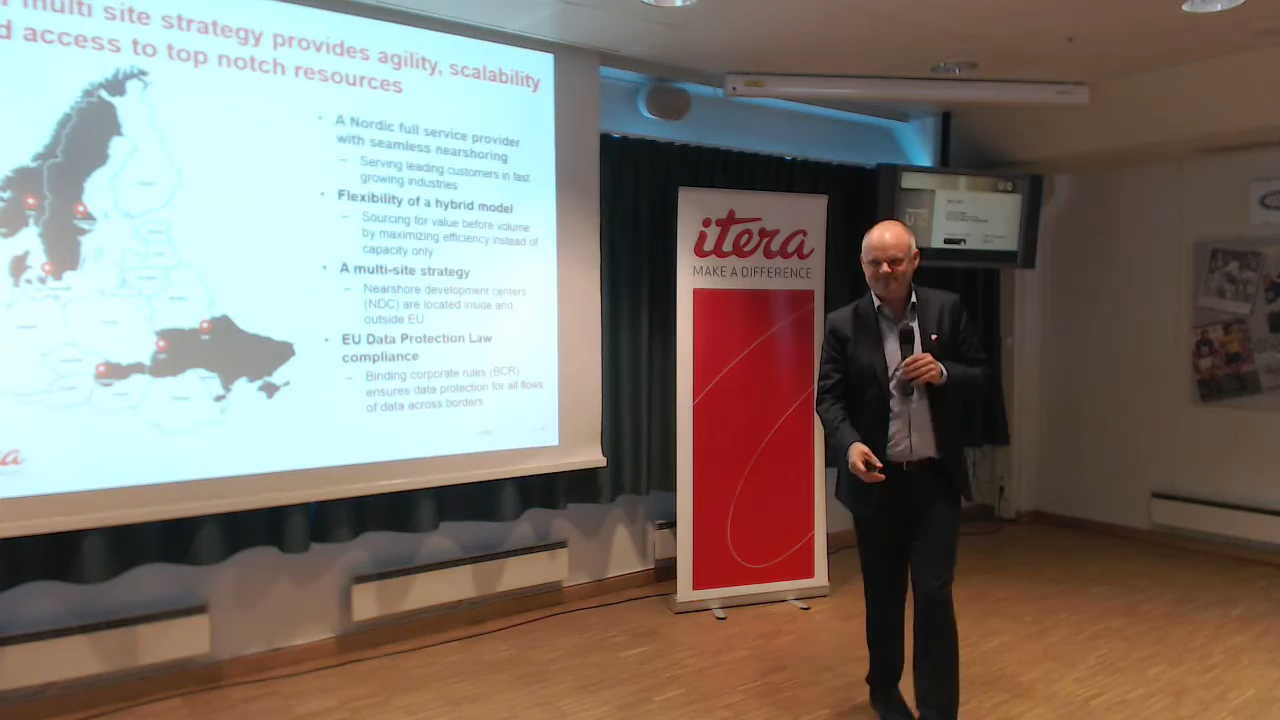 multi site strategy provides agility, scalability
d access to top notch resources
• A Nordic full service provider
with seamless nearshoring
– Serving leading customers in fast
growing industries
• Flexibility of a hybrid model
– Sourcing for value before volume
by maximizing efficiency instead of
capacity only
• A multi-site strategy
– Nearshore development centers
(NDC) are located inside and
outside EU
• EU Data Protection Law
compliance
– Binding corporate rules (BCR)
ensures data protection for all flows
of data across borders
era
itera
MAKE A DIFFERENCE